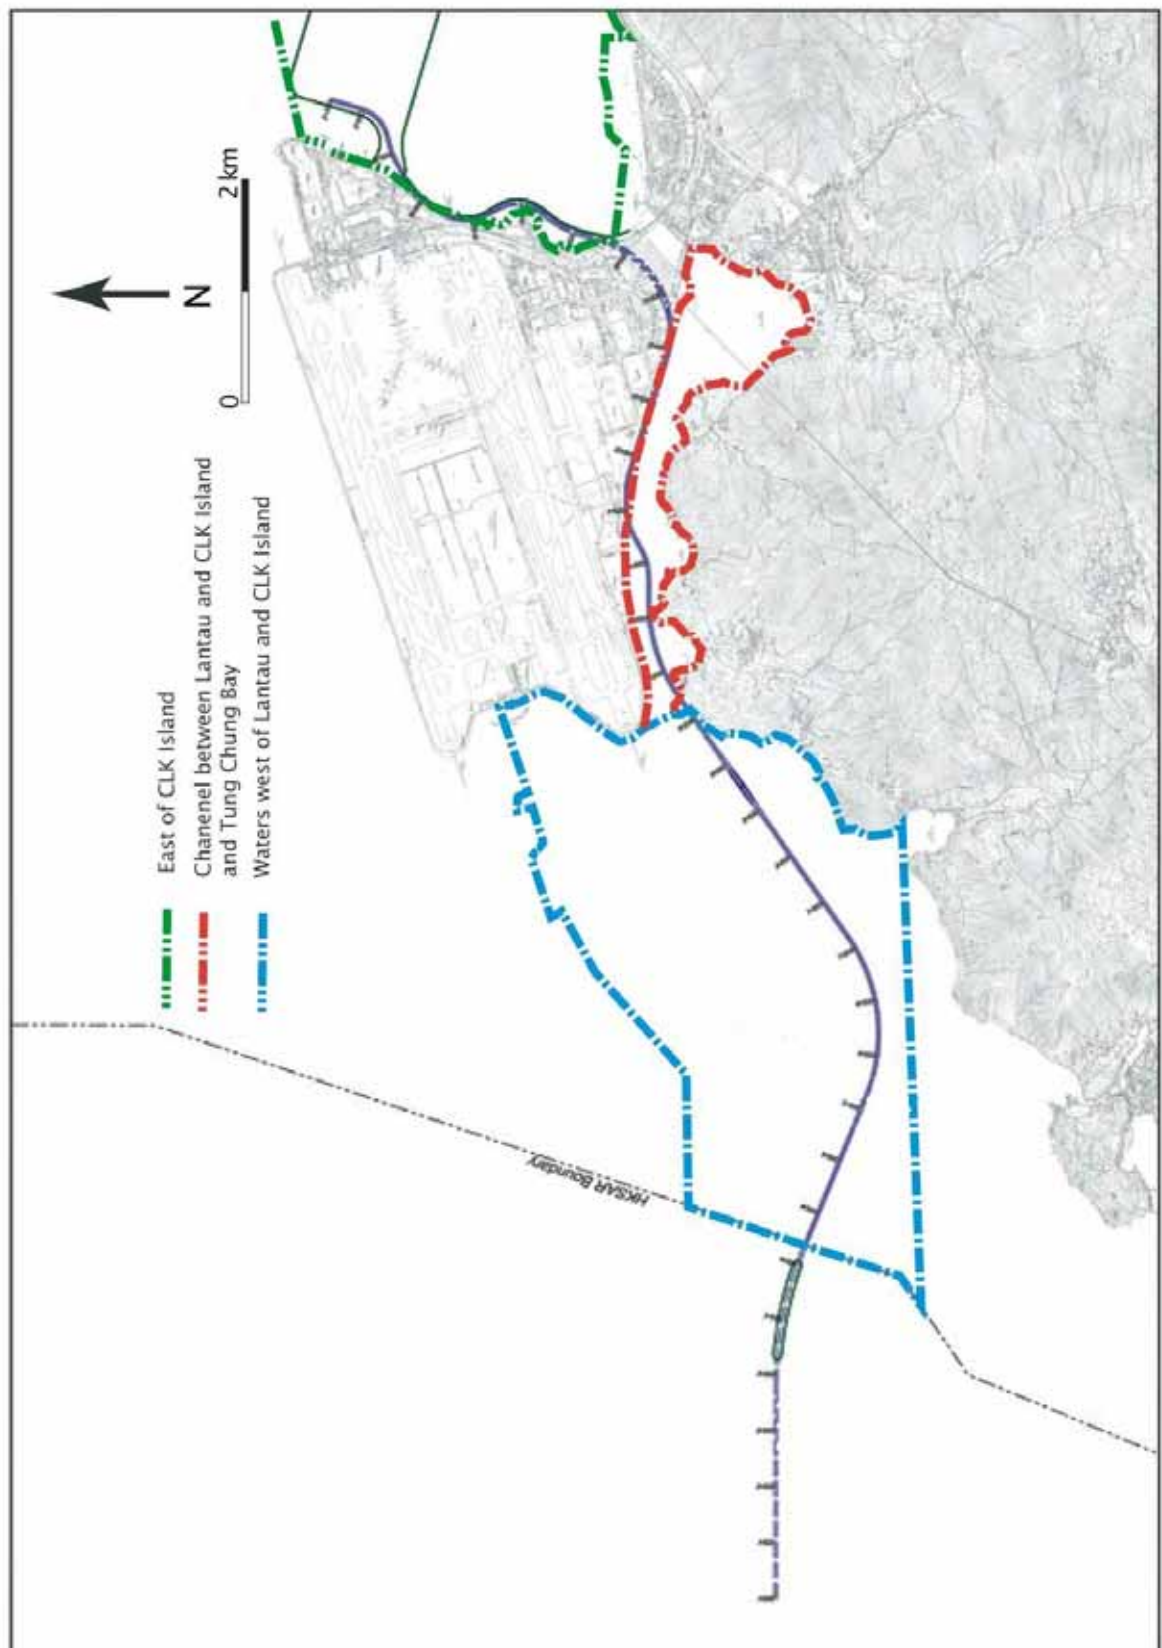 2 km
0
N
East of CLK Island
Chanenel between Lantau and CLK Island
and Tung Chung Bay
Waters west of Lantau and CLK Island
HKSAR Boundary